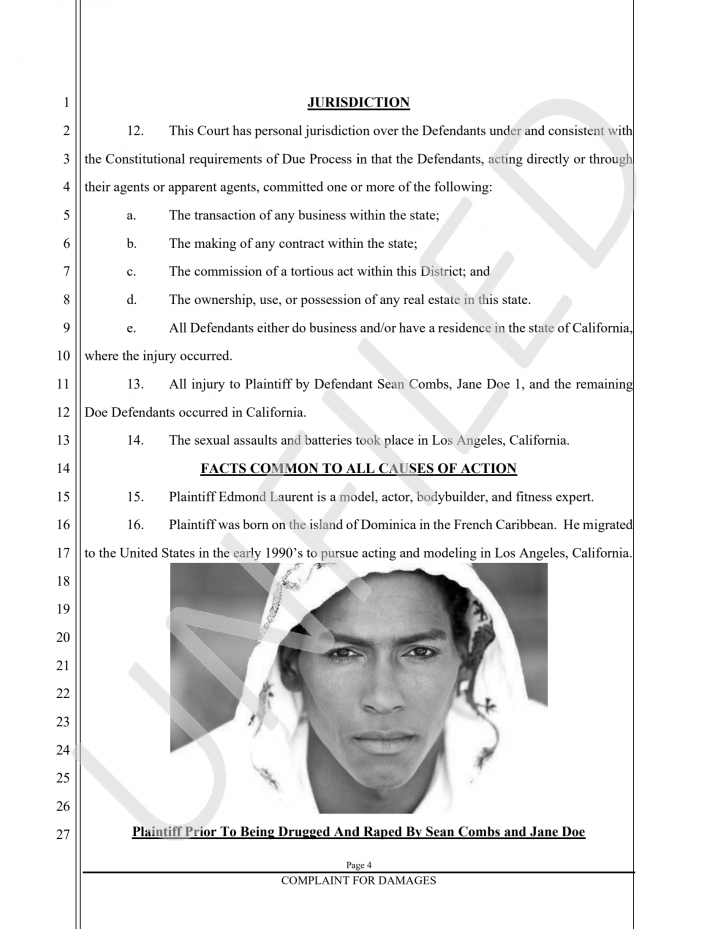 1 JURISDICTION
2 12. This Court has personal jurisdiction over the Defendants under and consistent with
3 the Constitutional requirements of Due Process in that the Defendants, acting directly or through
4 their agents or apparent agents, committed one or more of the following:
5 a. The transaction of any business within the state;
6 b. The making of any contract within the state;
7 c. The commission of a tortious act within this District; and
8 d. The ownership, use, or possession of any real estate in this state.
9 e. All Defendants either do business and/or have a residence in the state of California,
10 where the injury occurred.
11 13. All injury to Plaintiff by Defendant Sean Combs, Jane Doe 1, and the remaining
12 Doe Defendants occurred in California.
13 14. The sexual assaults and batteries took place in Los Angeles, California.
14 FACTS COMMON TO ALL CAUSES OF ACTION
15 15. Plaintiff Edmond Laurent is a model, actor, bodybuilder, and fitness expert.
16 16. Plaintiff was born on the island of Dominica in the French Caribbean. He migrated
17 to the United States in the early 1990’s to pursue acting and modeling in Los Angeles, California.
18
19
20
21
22
23
24
25
26
27 Plaintiff Prior To Being Drugged And Raped By Sean Combs and Jane Doe
Page 4
COMPLAINT FOR DAMAGES
UNFILED